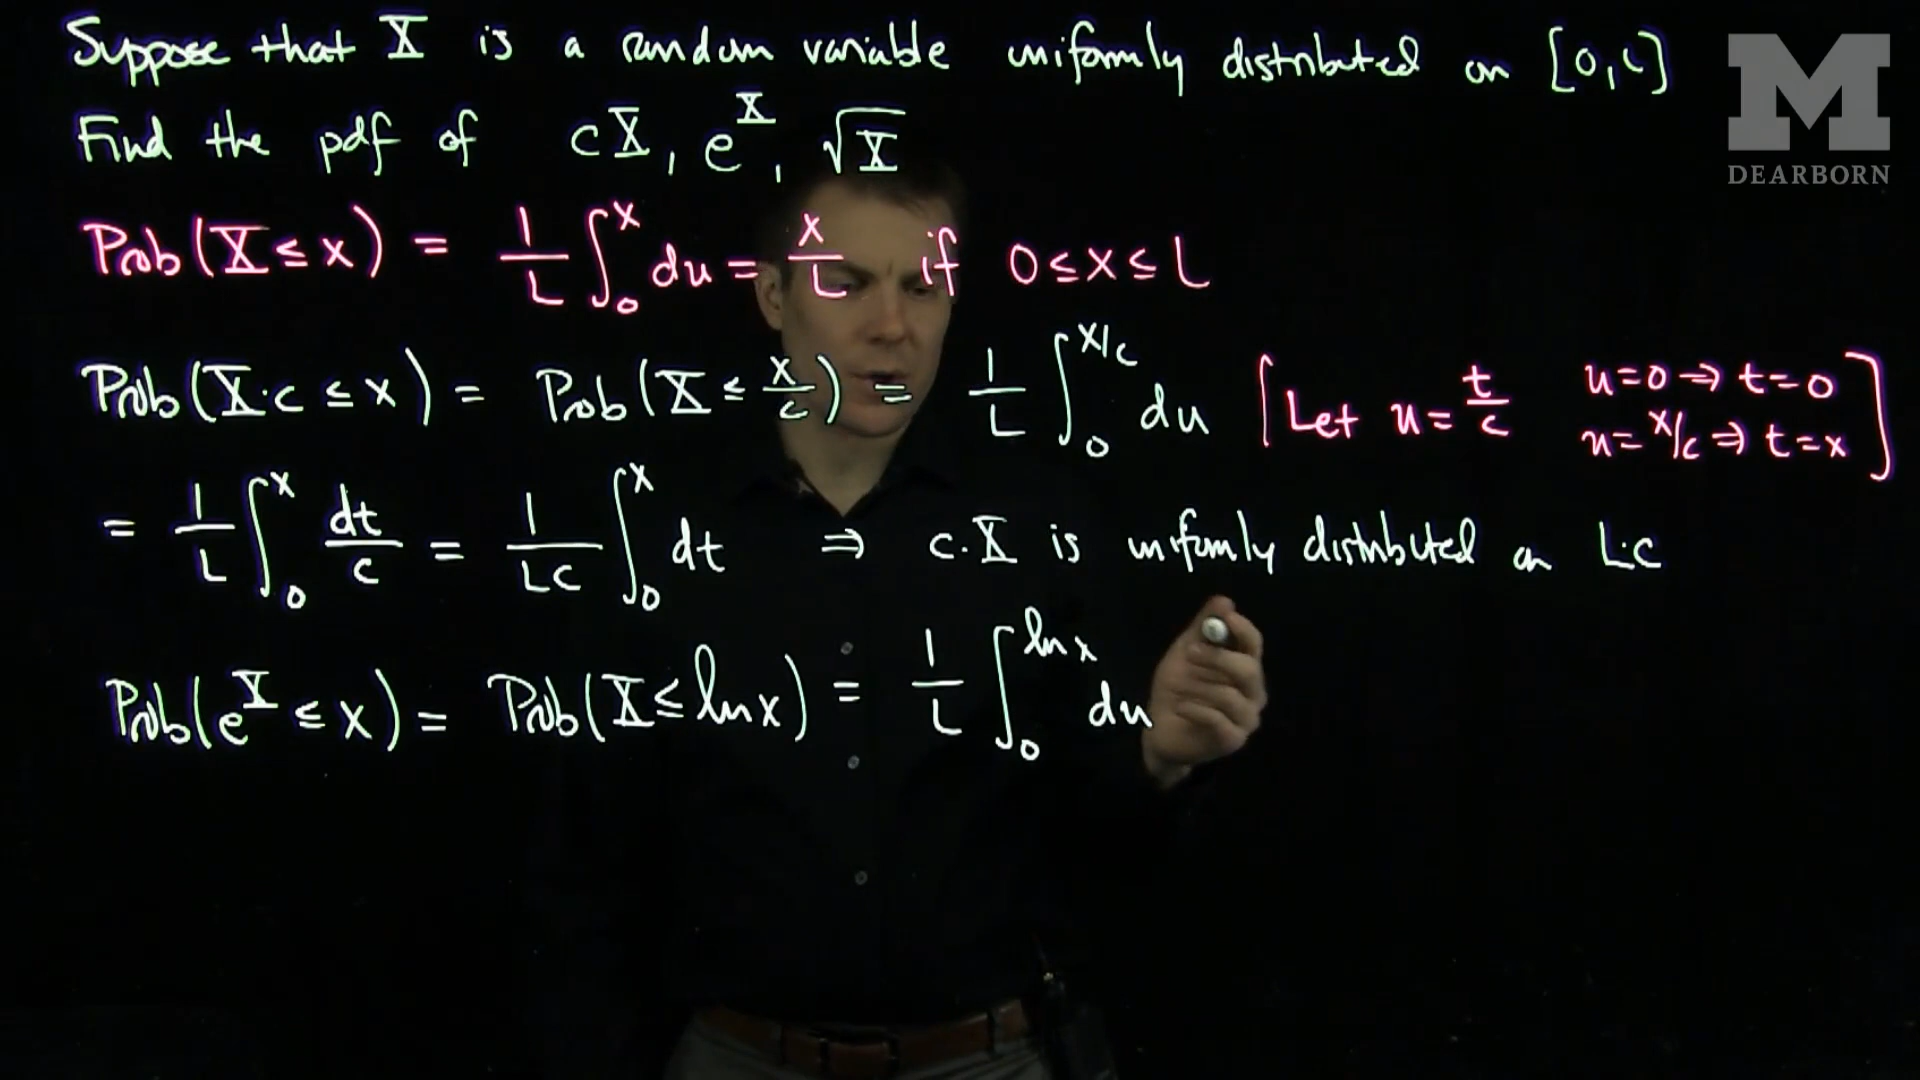 Suppose that X is a random variable uniformly distributed on [0,L]
Find the pdf of cX, e^X, √X
Prob(X ≤ x) = 1/L ∫_0^x du = x/L if 0 ≤ x ≤ L
Prob(X·c ≤ x) = Prob(X ≤ x/c) = 1/L ∫_0^{x/c} du [Let u = t/c u=0 ⇒ t=0 u=x/c ⇒ t=x]
= 1/L ∫_0^x dt/c = 1/LC ∫_0^x dt ⇒ c·X is uniformly distributed on L·C
Prob(e^X ≤ x) = Prob(X ≤ ln x) = 1/L ∫_0^{ln x} du
M
DEARBORN